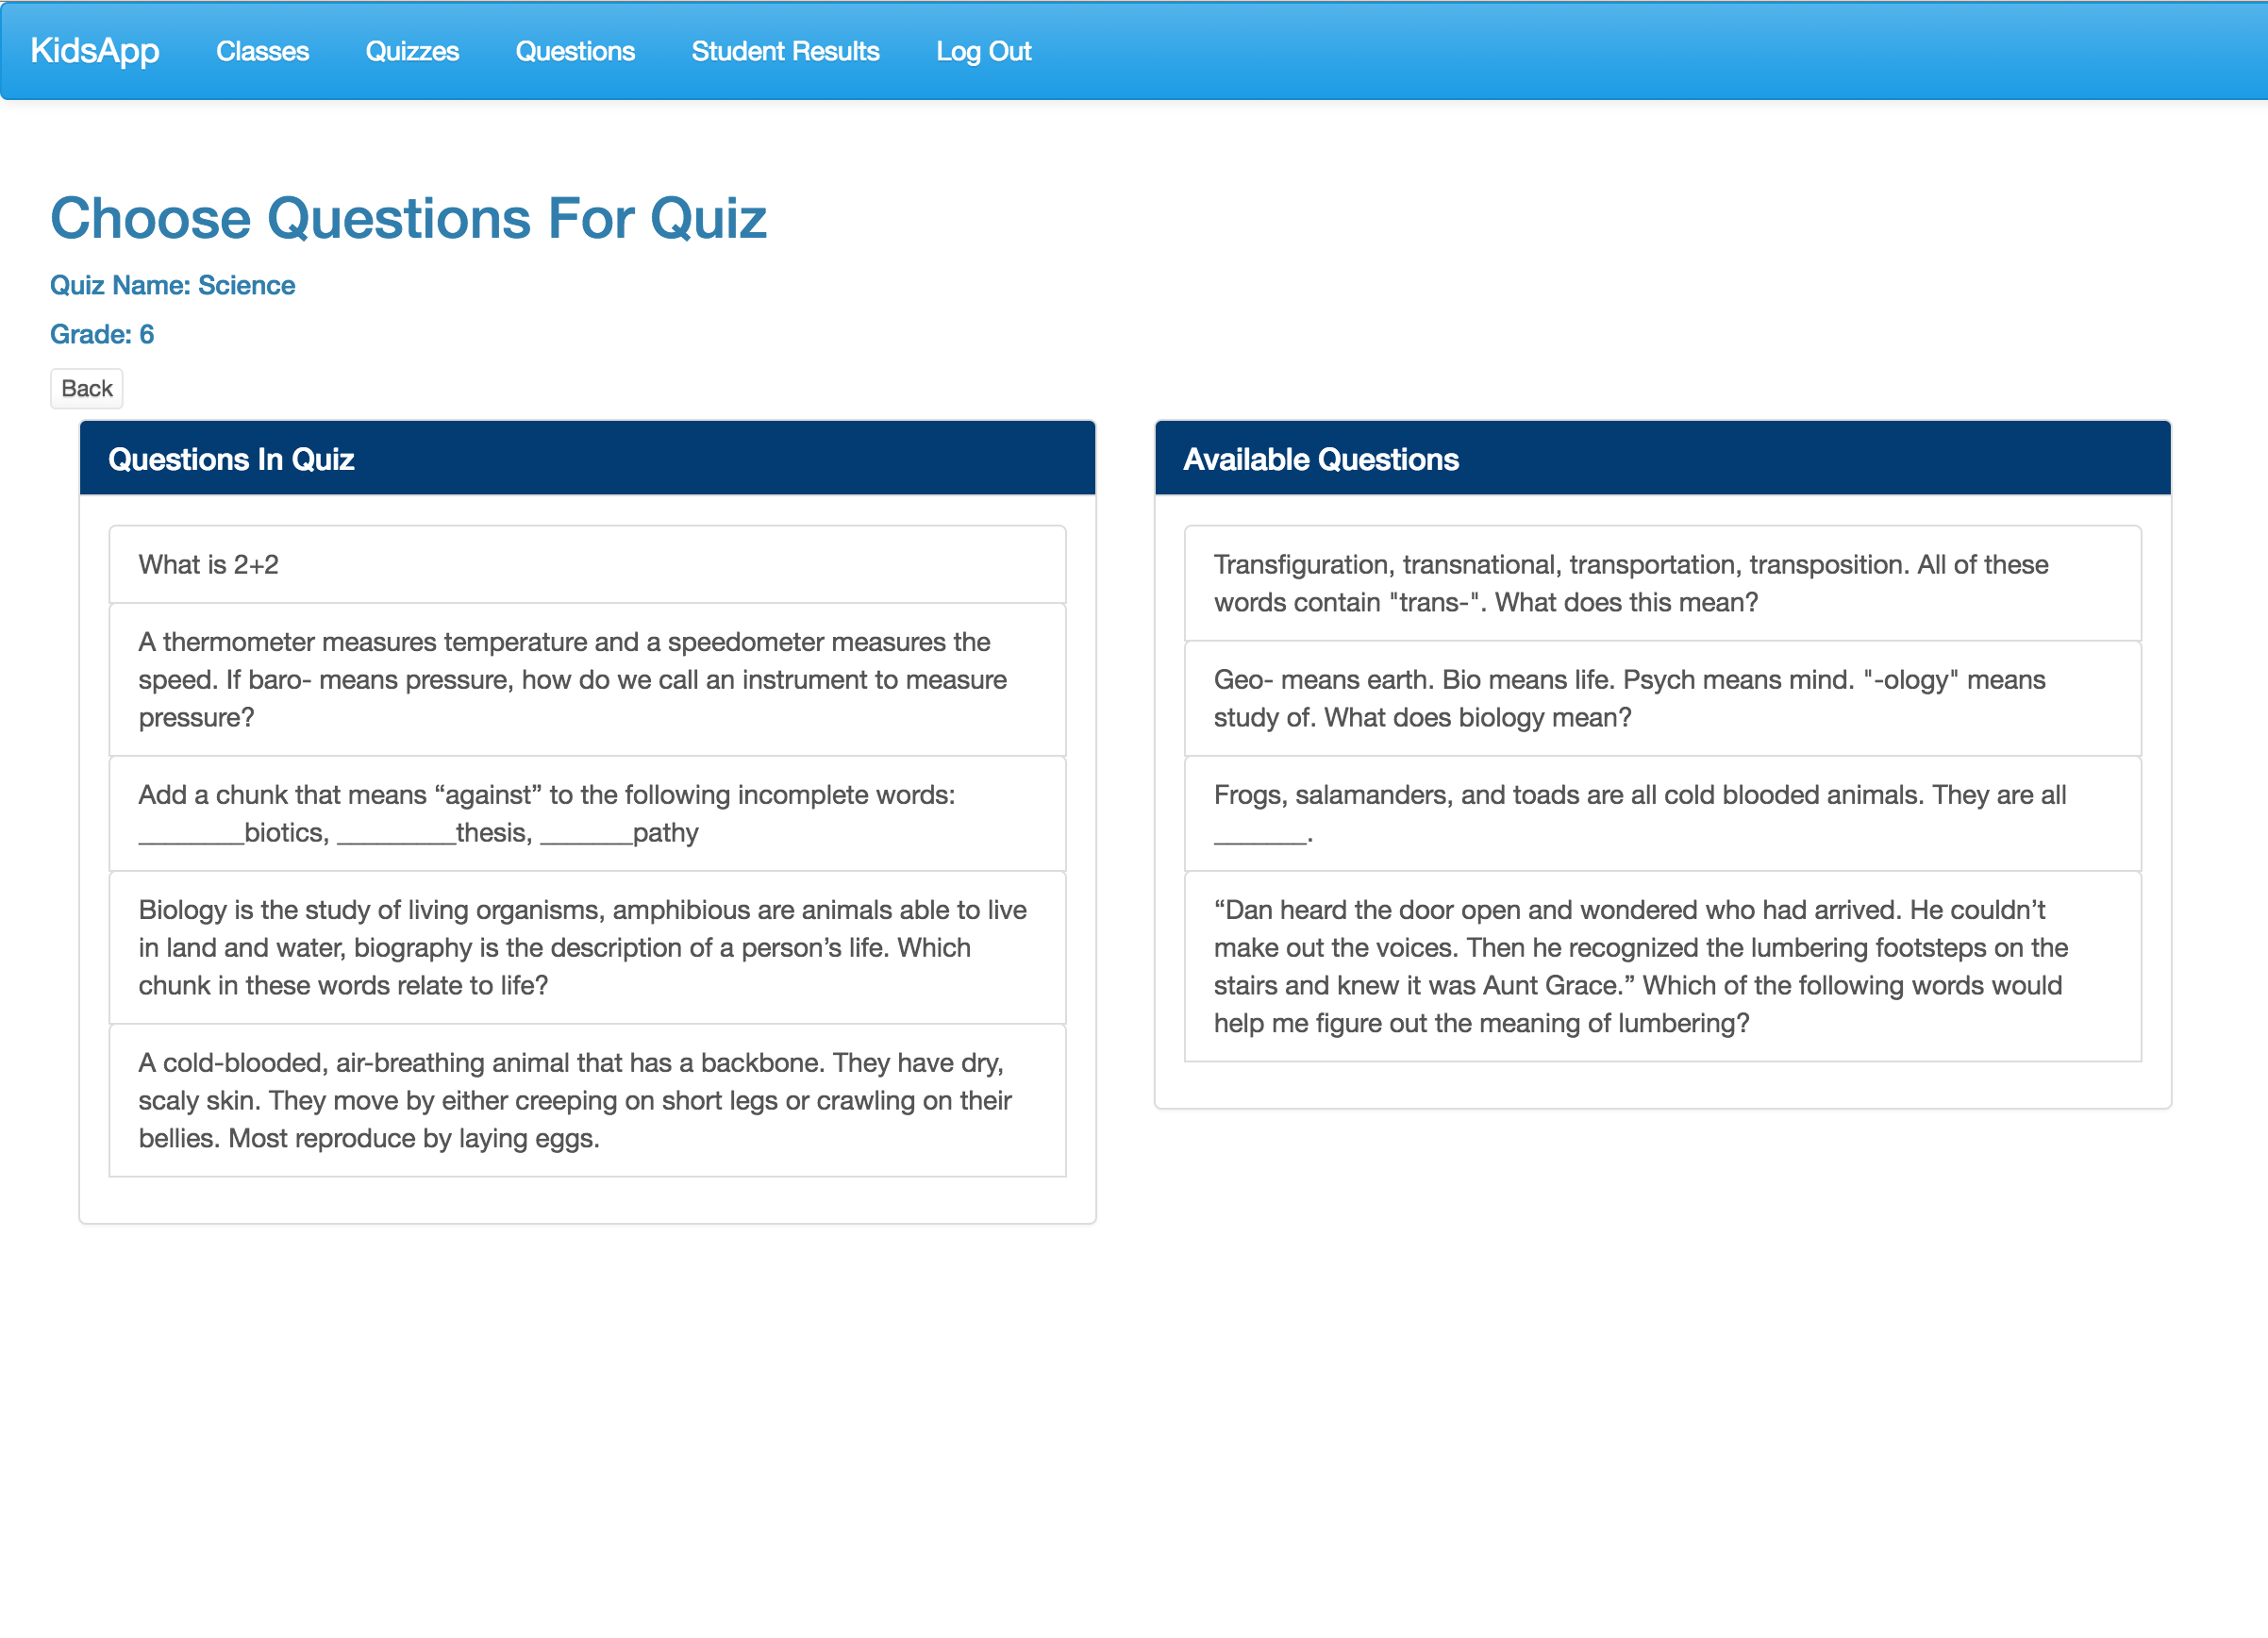 KidsApp Classes Quizzes Questions Student Results Log Out
Choose Questions For Quiz
Quiz Name: Science
Grade: 6
Back
Questions In Quiz
What is 2+2
A thermometer measures temperature and a speedometer measures the
speed. If baro- means pressure, how do we call an instrument to measure
pressure?
Add a chunk that means “against” to the following incomplete words:
________biotics, _________thesis, _______pathy
Biology is the study of living organisms, amphibious are animals able to live
in land and water, biography is the description of a person’s life. Which
chunk in these words relate to life?
A cold-blooded, air-breathing animal that has a backbone. They have dry,
scaly skin. They move by either creeping on short legs or crawling on their
bellies. Most reproduce by laying eggs.
Available Questions
Transfiguration, transnational, transportation, transposition. All of these
words contain "trans-". What does this mean?
Geo- means earth. Bio means life. Psych means mind. "-ology" means
study of. What does biology mean?
Frogs, salamanders, and toads are all cold blooded animals. They are all
_______.
“Dan heard the door open and wondered who had arrived. He couldn’t
make out the voices. Then he recognized the lumbering footsteps on the
stairs and knew it was Aunt Grace.” Which of the following words would
help me figure out the meaning of lumbering?